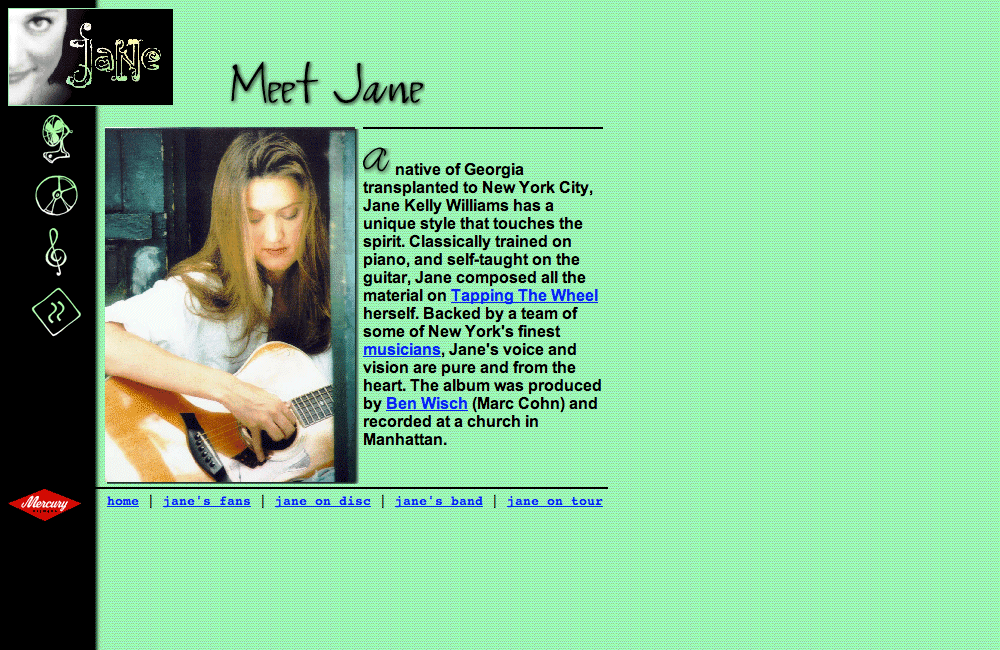 jaNe
Meet Jane
a native of Georgia
transplanted to New York City,
Jane Kelly Williams has a
unique style that touches the
spirit. Classically trained on
piano, and self-taught on the
guitar, Jane composed all the
material on Tapping The Wheel
herself. Backed by a team of
some of New York's finest
musicians, Jane's voice and
vision are pure and from the
heart. The album was produced
by Ben Wisch (Marc Cohn) and
recorded at a church in
Manhattan.
Mercury
home | jane's fans | jane on disc | jane's band | jane on tour